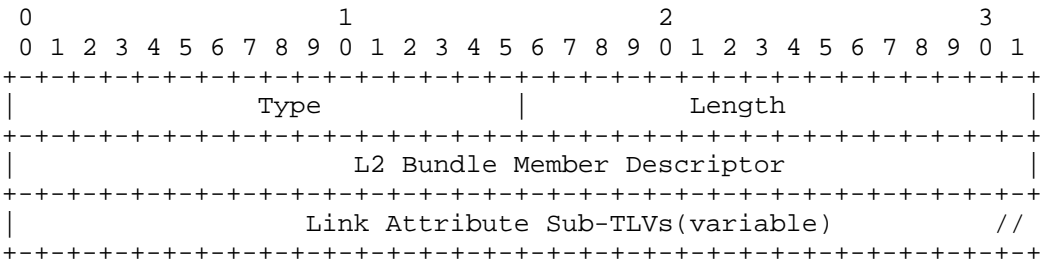 0                   1                   2                   3
 0 1 2 3 4 5 6 7 8 9 0 1 2 3 4 5 6 7 8 9 0 1 2 3 4 5 6 7 8 9 0 1
+-+-+-+-+-+-+-+-+-+-+-+-+-+-+-+-+-+-+-+-+-+-+-+-+-+-+-+-+-+-+-+-+
|               Type            |          Length               |
+-+-+-+-+-+-+-+-+-+-+-+-+-+-+-+-+-+-+-+-+-+-+-+-+-+-+-+-+-+-+-+-+
|                     L2 Bundle Member Descriptor               |
+-+-+-+-+-+-+-+-+-+-+-+-+-+-+-+-+-+-+-+-+-+-+-+-+-+-+-+-+-+-+-+-+
|                  Link Attribute Sub-TLVs(variable)          //
+-+-+-+-+-+-+-+-+-+-+-+-+-+-+-+-+-+-+-+-+-+-+-+-+-+-+-+-+-+-+-+-+